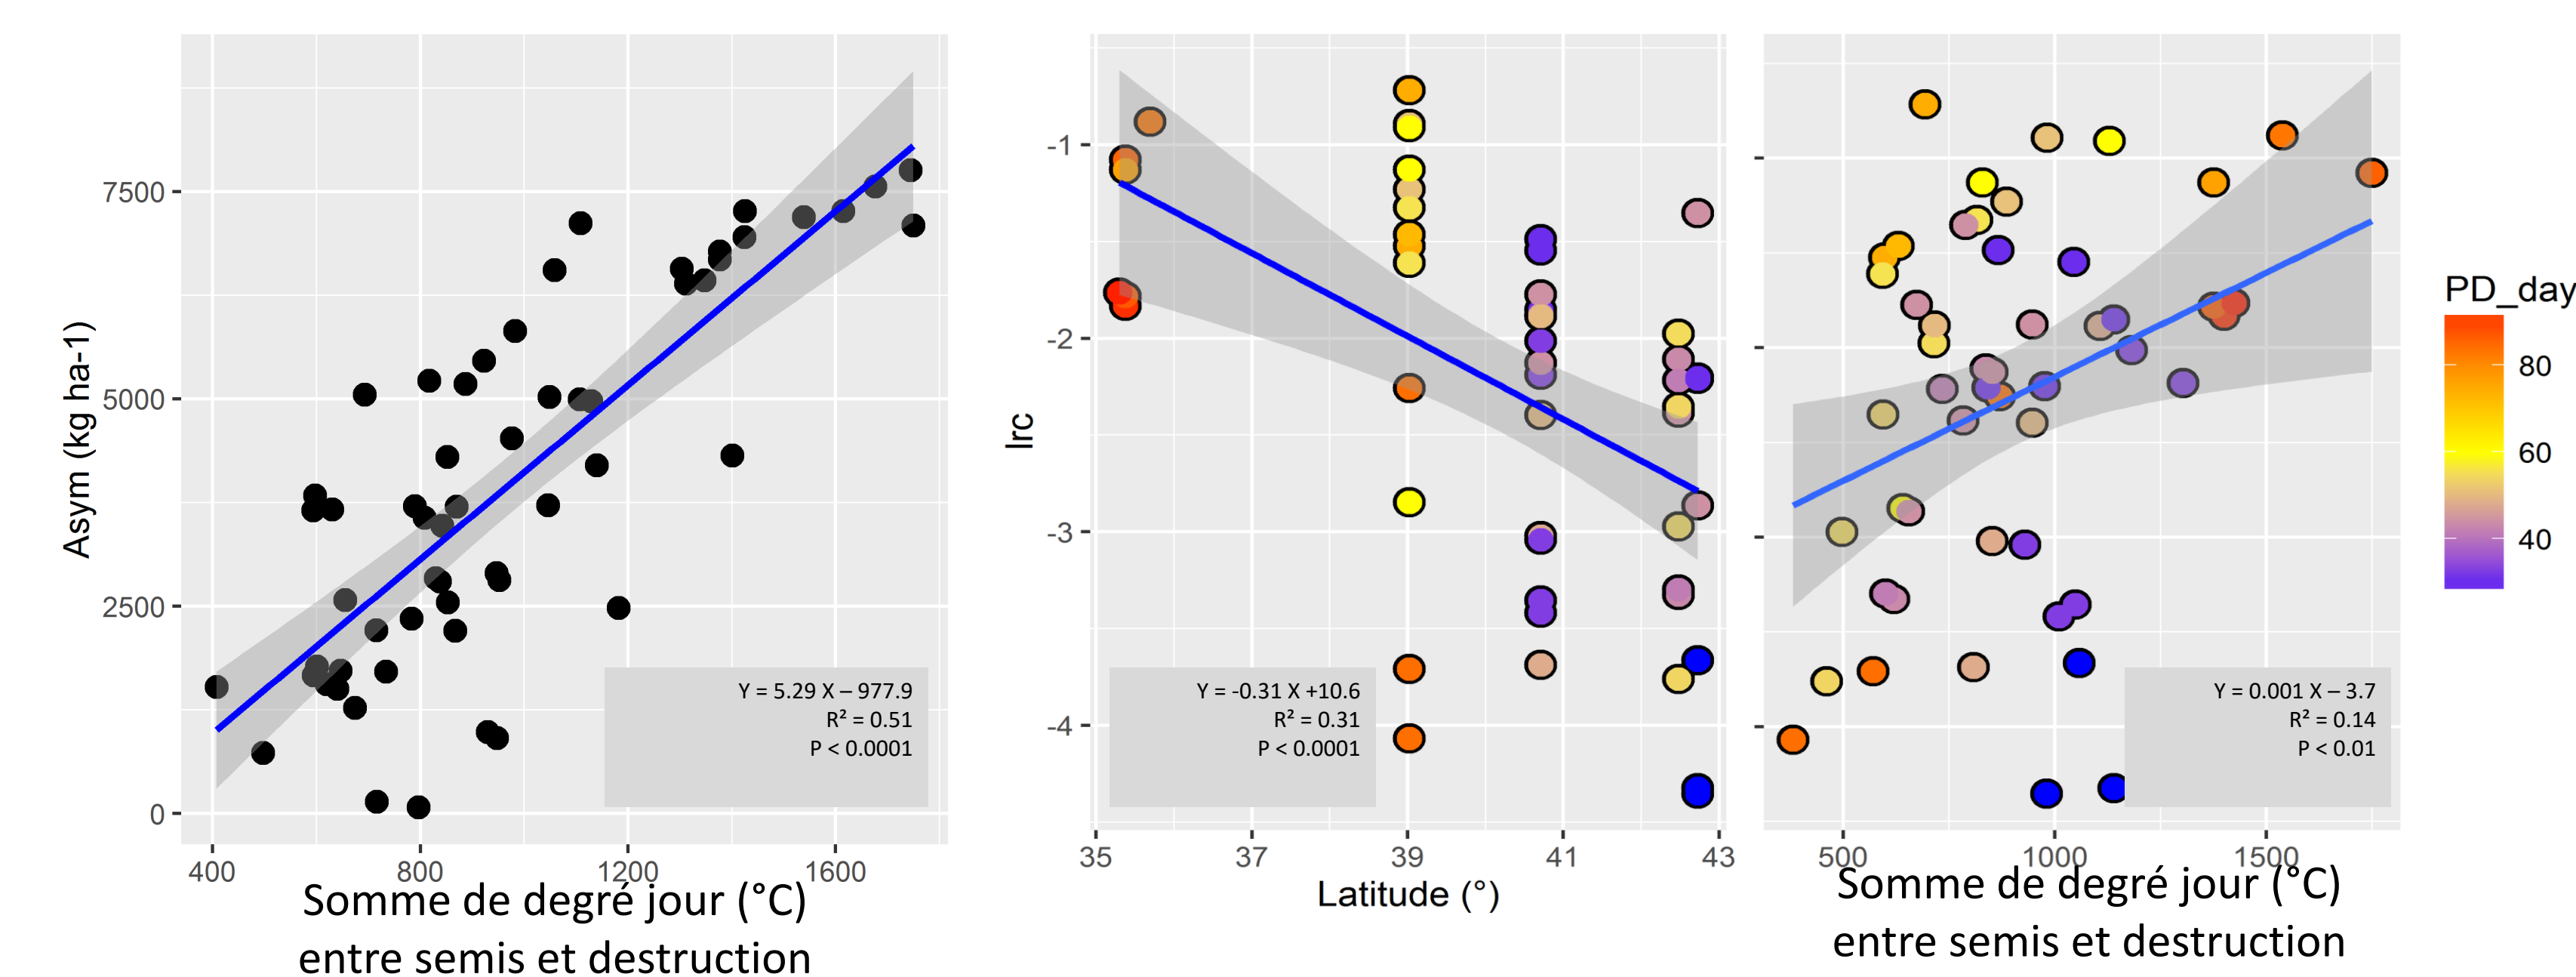 Asym (kg ha-1)
7500
5000
2500
0
400
800
1200
1600
Y = 5.29 X – 977.9
R² = 0.51
P < 0.0001
Somme de degré jour (°C)
entre semis et destruction
lrc
-1
-2
-3
-4
35
37
39
41
43
Y = -0.31 X +10.6
R² = 0.31
P < 0.0001
Latitude (°)
500
1000
1500
Y = 0.001 X – 3.7
R² = 0.14
P < 0.01
Somme de degré jour (°C)
entre semis et destruction
PD_day
80
60
40